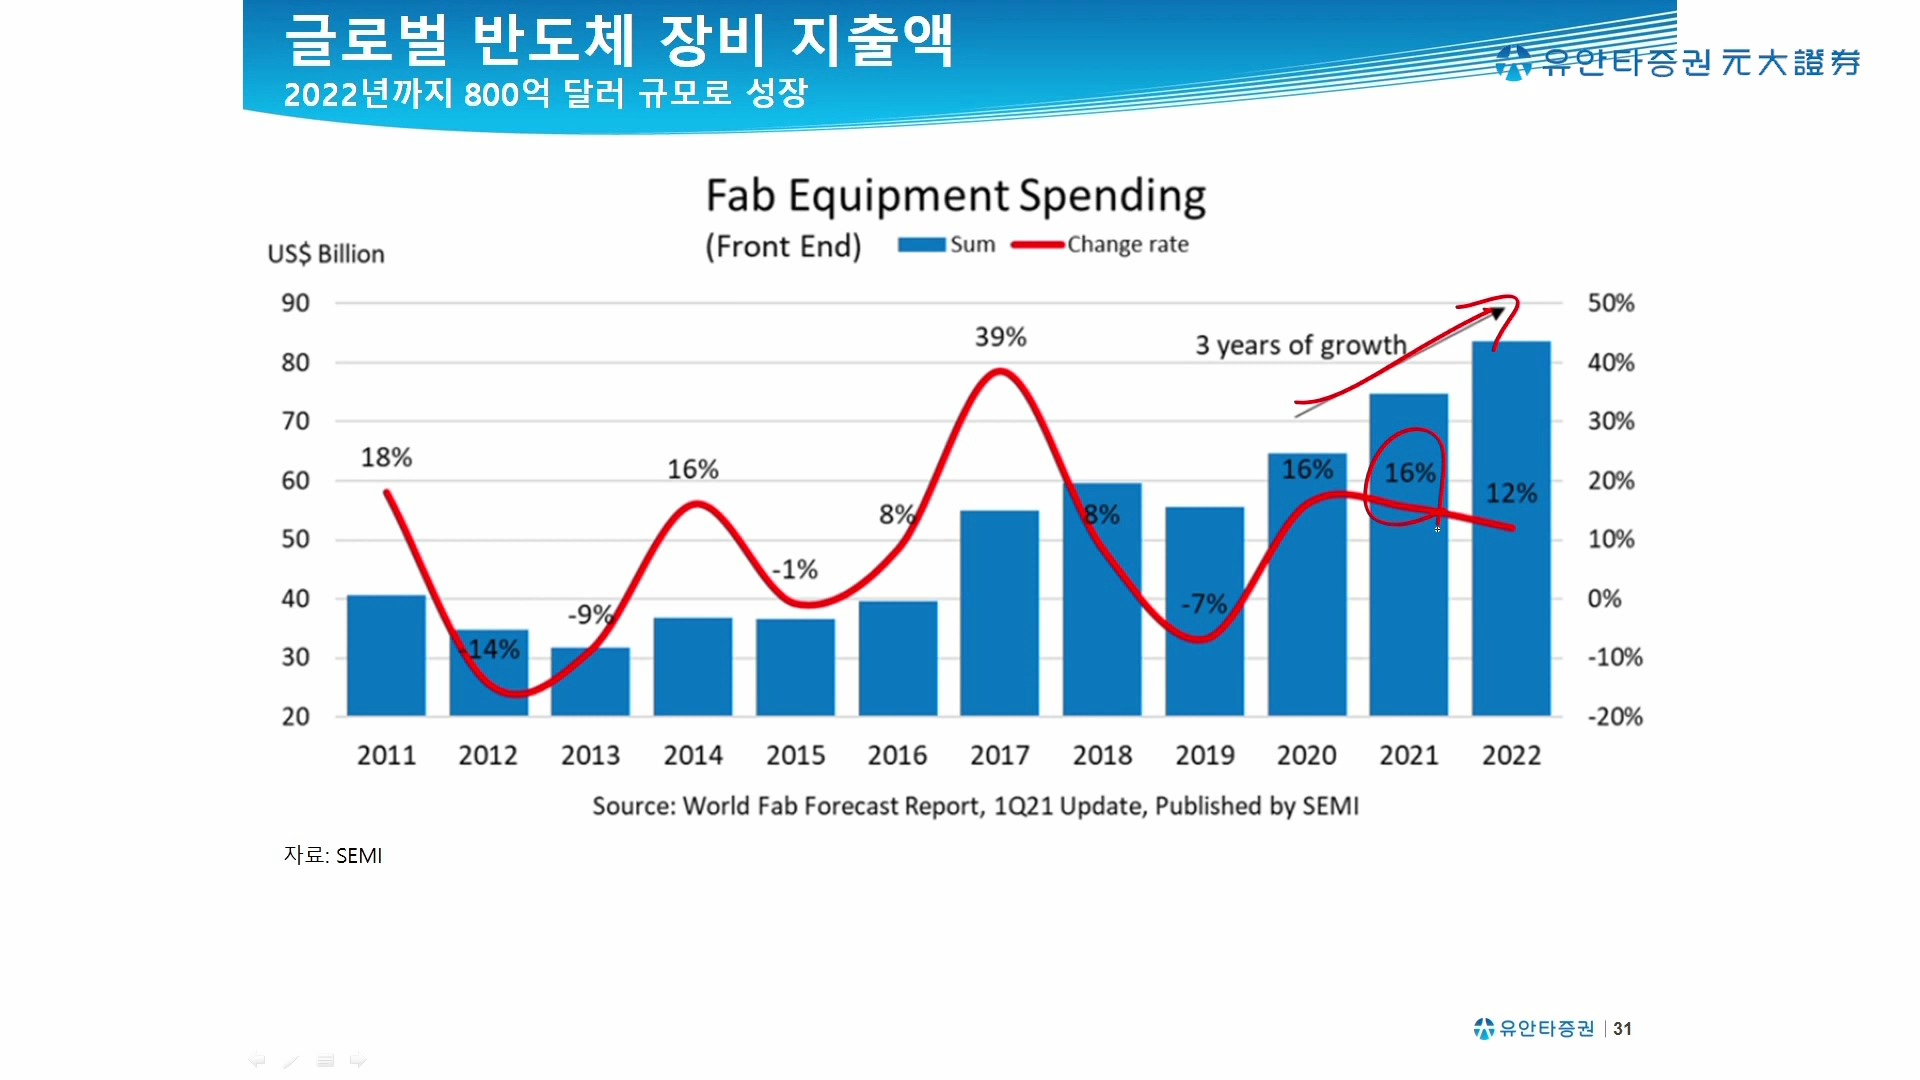 글로벌 반도체 장비 지출액
2022년까지 800억 달러 규모로 성장
유안타증권 元大證券
Fab Equipment Spending
(Front End)
Sum
Change rate
US$ Billion
90
80
70
60
50
40
30
20
50%
40%
30%
20%
10%
0%
-10%
-20%
3 years of growth
18%
-14%
-9%
16%
-1%
8%
39%
8%
-7%
16%
16%
12%
2011 2012 2013 2014 2015 2016 2017 2018 2019 2020 2021 2022
Source: World Fab Forecast Report, 1Q21 Update, Published by SEMI
자료: SEMI
유안타증권 | 31